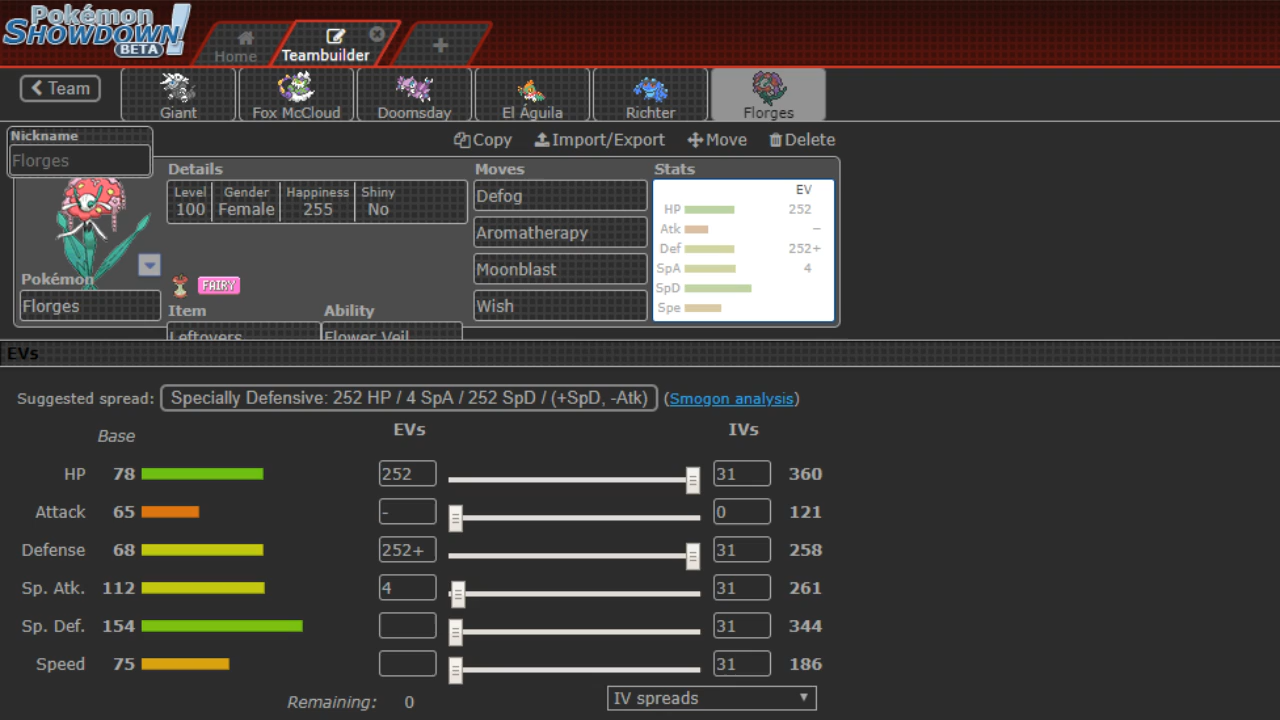 Pokémon
SHOWDOWN!
BETA
Home
Teambuilder
Team
Giant
Fox McCloud
Doomsday
El Águila
Richter
Florges
Copy Import/Export Move Delete
Nickname
Florges
Details
Level Gender Happiness Shiny
100 Female 255 No
Pokémon
Florges
FAIRY
Item Ability
Leftovers Flower Veil
Moves
Defog
Aromatherapy
Moonblast
Wish
Stats
EV
HP 252
Atk -
Def 252+
SpA 4
SpD
Spe
EVs
Suggested spread: Specially Defensive: 252 HP / 4 SpA / 252 SpD / (+SpD, -Atk) (Smogon analysis)
Base EVs IVs
HP 78 252 31 360
Attack 65 - 0 121
Defense 68 252+ 31 258
Sp. Atk. 112 4 31 261
Sp. Def. 154 31 344
Speed 75 31 186
Remaining: 0 IV spreads